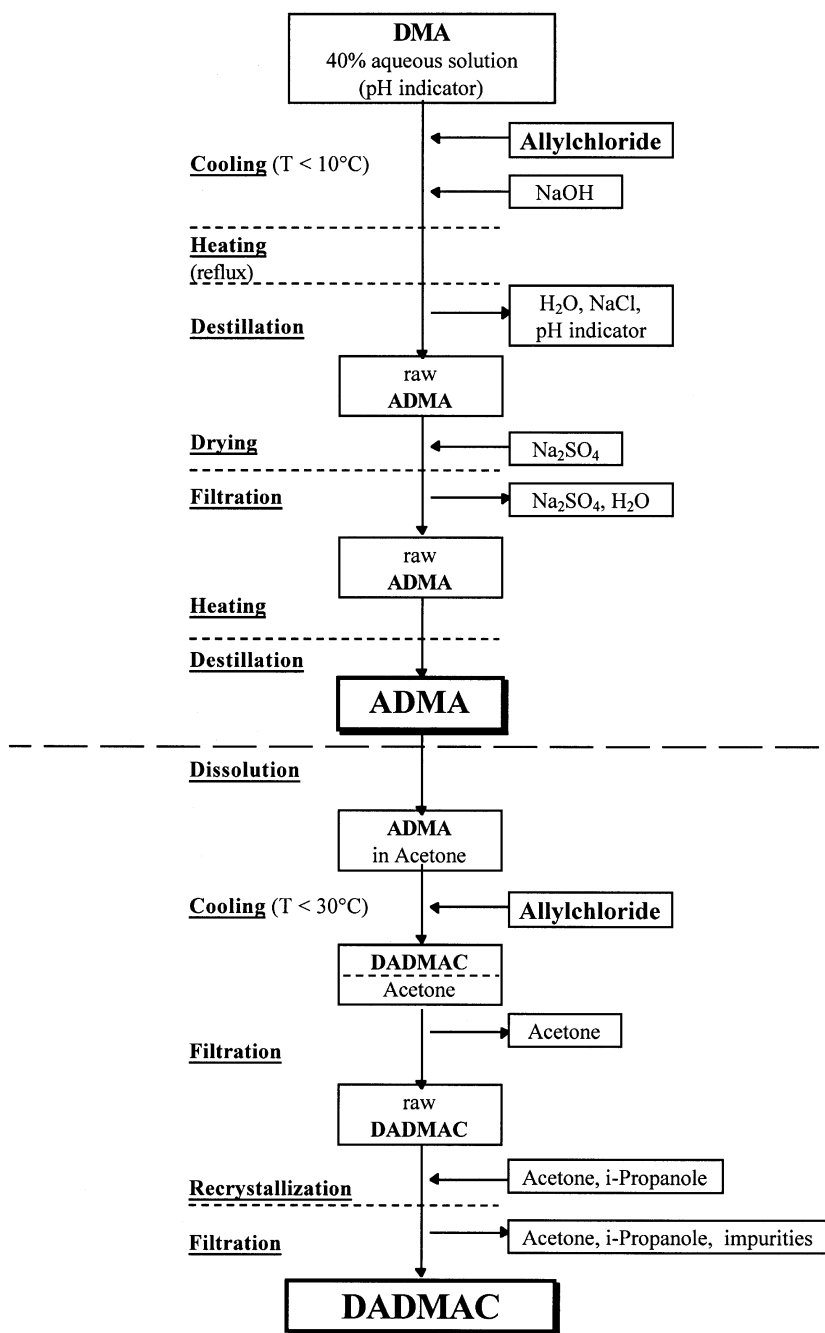 DMA
40% aqueous solution
(pH indicator)
Allylchloride
Cooling (T < 10°C)
NaOH
Heating
(reflux)
H₂O, NaCl,
pH indicator
Destillation
raw
ADMA
Drying
Na₂SO₄
Filtration
Na₂SO₄, H₂O
raw
ADMA
Heating
Destillation
ADMA
Dissolution
ADMA
in Acetone
Cooling (T < 30°C)
Allylchloride
DADMAC
Acetone
Acetone
Filtration
raw
DADMAC
Acetone, i-Propanole
Recrystallization
Acetone, i-Propanole, impurities
Filtration
DADMAC